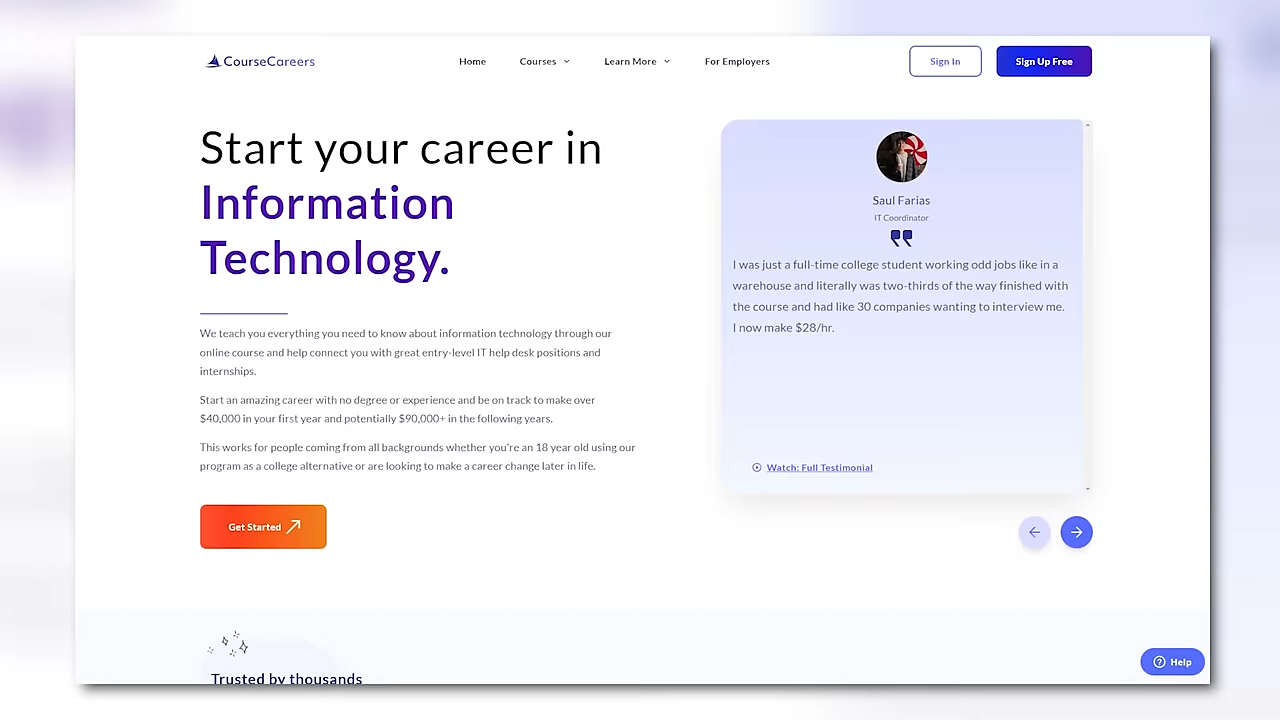 CourseCareers
Home
Courses
Learn More
For Employers
Sign In
Sign Up Free
Start your career in
Information
Technology.
We teach you everything you need to know about information technology through our
online course and help connect you with great entry-level IT help desk positions and
internships.
Start an amazing career with no degree or experience and be on track to make over
$40,000 in your first year and potentially $90,000+ in the following years.
This works for people coming from all backgrounds whether you're an 18 year old using our
program as a college alternative or are looking to make a career change later in life.
Get Started
Saul Farias
IT Coordinator
I was just a full-time college student working odd jobs like in a
warehouse and literally was two-thirds of the way finished with
the course and had like 30 companies wanting to interview me.
I now make $28/hr.
Watch: Full Testimonial
Trusted by thousands
Help